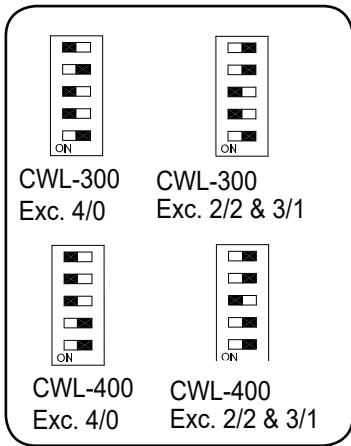 ON
ON
CWL-300
CWL-300
Exc. 4/0
Exc. 2/2 & 3/1
ON
ON
CWL-400
CWL-400
Exc. 4/0
Exc. 2/2 & 3/1